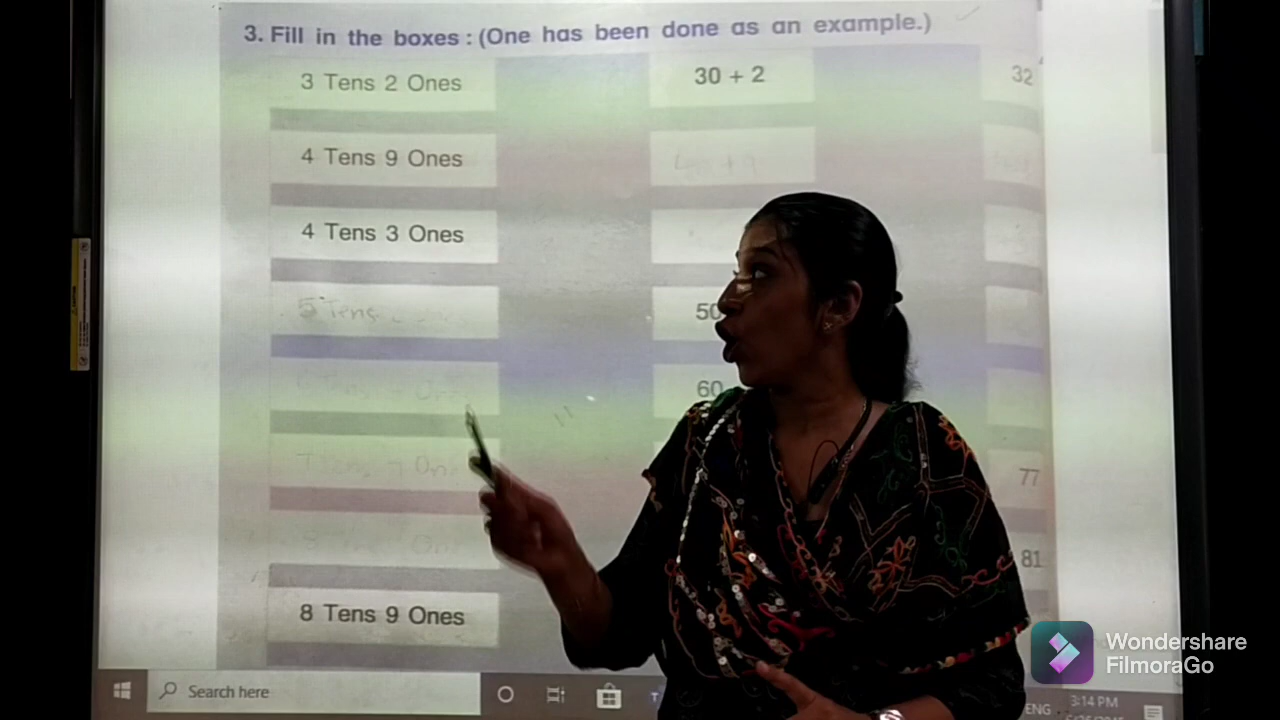 3. Fill in the boxes : (One has been done as an example.)
3 Tens 2 Ones 30 + 2 32
4 Tens 9 Ones
4 Tens 3 Ones
5 Tens 50
60
77
81
8 Tens 9 Ones
Search here
ENG 3:14 PM
Wondershare
FilmoraGo